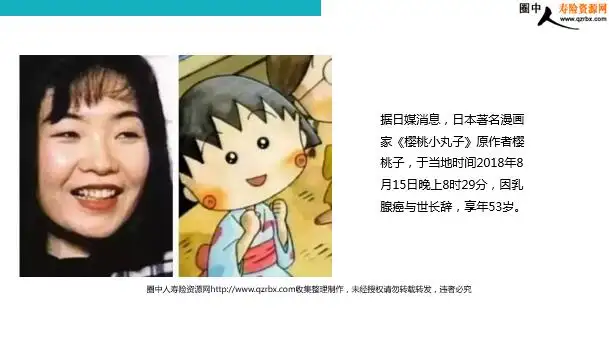 圈中人 寿险资源网
www.qzrbx.com
据日媒消息，日本著名漫画
家《樱桃小丸子》原作者樱
桃子，于当地时间2018年8
月15日晚上8时29分，因乳
腺癌与世长辞，享年53岁。
圈中人寿险资源网http://www.qzrbx.com收集整理制作，未经授权请勿转载转发，违者必究